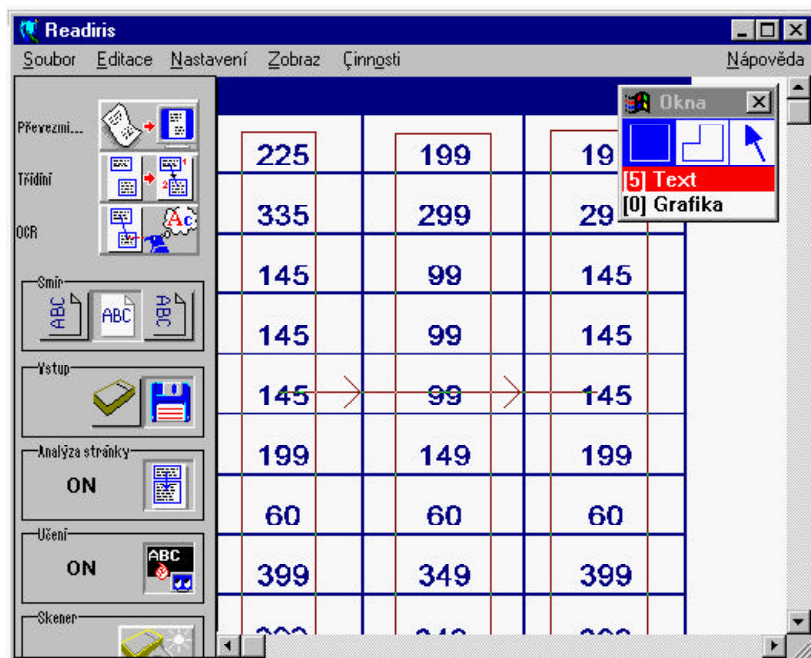 Readiris
Soubor Editace Nastavení Zobraz Činnosti Nápověda
Převezmi...
Třídíní
OCR
Smír
ABC ABC ABC
Vstup
Analýza stránky
ON
Učení
ON
ABC
Skener
Okna
[5] Text
[0] Grafika
225 199 19
335 299 29
145 99 145
145 99 145
145 99 145
199 149 199
60 60 60
399 349 399